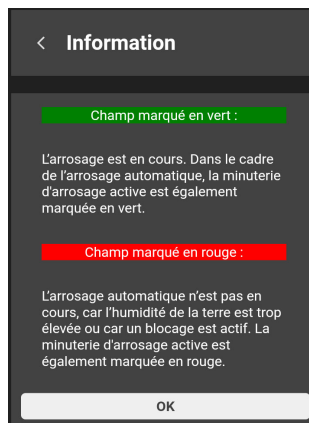 Information
Champ marqué en vert :
L'arrosage est en cours. Dans le cadre
de l'arrosage automatique, la minuterie
d'arrosage active est également
marquée en vert.
Champ marqué en rouge :
L'arrosage automatique n'est pas en
cours, car l'humidité de la terre est trop
élevée ou car un blocage est actif. La
minuterie d'arrosage active est
également marquée en rouge.
OK